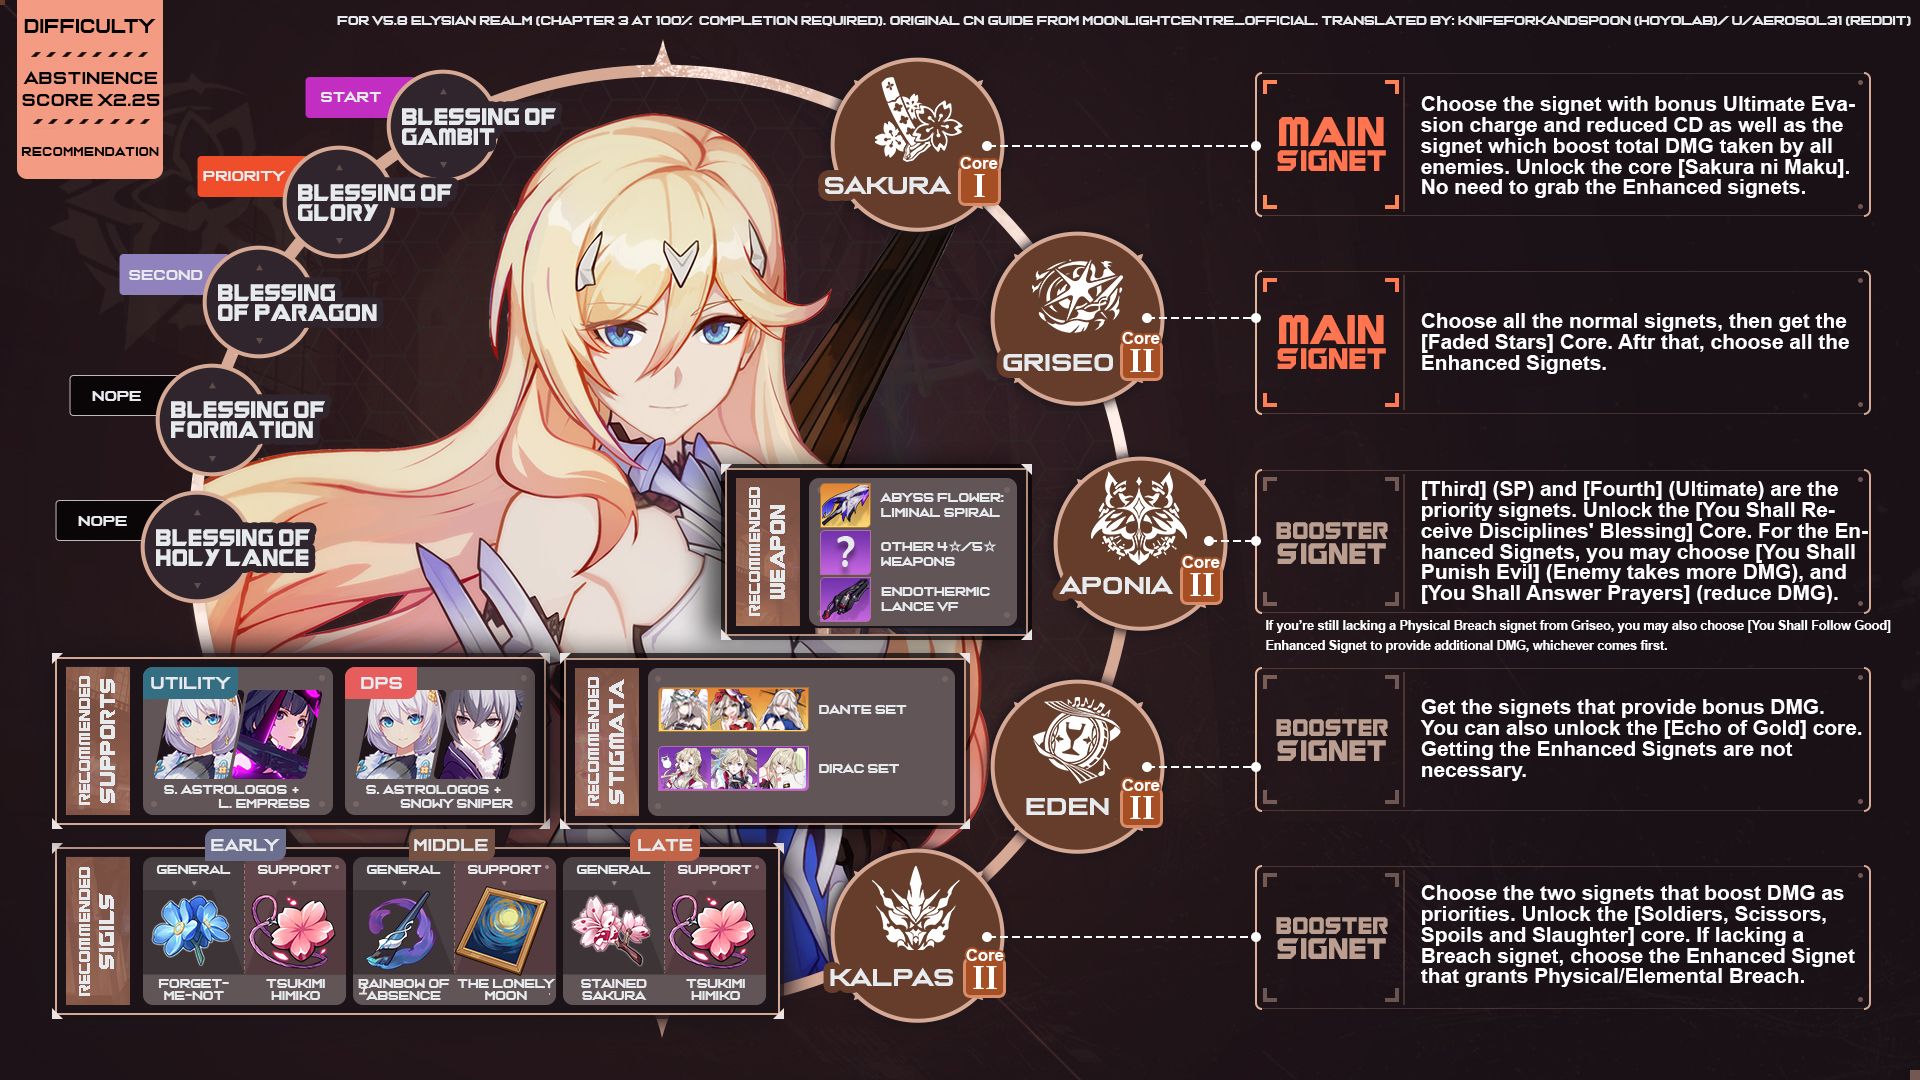 FOR V5.8 ELYSIAN REALM (CHAPTER 3 AT 100% COMPLETION REQUIRED). ORIGINAL CN GUIDE FROM MOONLIGHTCENTRE_OFFICIAL. TRANSLATED BY: KNIFEFORKANDSPOON (HOYOLAB)/ U/AEROSOL31 (REDDIT)
DIFFICULTY
ABSTINENCE
SCORE X2.25
RECOMMENDATION
START
BLESSING OF
GAMBIT
PRIORITY
BLESSING OF
GLORY
SECOND
BLESSING
OF PARAGON
NOPE
BLESSING OF
FORMATION
NOPE
BLESSING OF
HOLY LANCE
SAKURA
Core
I
MAIN
SIGNET
Choose the signet with bonus Ultimate Eva-
sion charge and reduced CD as well as the
signet which boost total DMG taken by all
enemies. Unlock the core [Sakura ni Maku].
No need to grab the Enhanced signets.
GRISEO
Core
II
MAIN
SIGNET
Choose all the normal signets, then get the
[Faded Stars] Core. Aftr that, choose all the
Enhanced Signets.
APONIA
Core
II
BOOSTER
SIGNET
[Third] (SP) and [Fourth] (Ultimate) are the
priority signets. Unlock the [You Shall Re-
ceive Disciplines' Blessing] Core. For the En-
hanced Signets, you may choose [You Shall
Punish Evil] (Enemy takes more DMG), and
[You Shall Answer Prayers] (reduce DMG).
If you're still lacking a Physical Breach signet from Griseo, you may also choose [You Shall Follow Good]
Enhanced Signet to provide additional DMG, whichever comes first.
EDEN
Core
II
BOOSTER
SIGNET
Get the signets that provide bonus DMG.
You can also unlock the [Echo of Gold] core.
Getting the Enhanced Signets are not
necessary.
KALPAS
Core
II
BOOSTER
SIGNET
Choose the two signets that boost DMG as
priorities. Unlock the [Soldiers, Scissors,
Spoils and Slaughter] core. If lacking a
Breach signet, choose the Enhanced Signet
that grants Physical/Elemental Breach.
RECOMMENDED
WEAPON
ABYSS FLOWER:
LIMINAL SPIRAL
?
OTHER 4☆/5☆
WEAPONS
ENDOTHERMIC
LANCE VF
RECOMMENDED
SUPPORTS
UTILITY
S. ASTROLOGOS +
L. EMPRESS
DPS
S. ASTROLOGOS +
SNOWY SNIPER
RECOMMENDED
STIGMATA
DANTE SET
DIRAC SET
RECOMMENDED
SIGILS
EARLY
GENERAL
SUPPORT
FORGET-
ME-NOT
TSUKIMI
HIMIKO
MIDDLE
GENERAL
SUPPORT
RAINBOW OF
ABSENCE
THE LONELY
MOON
LATE
GENERAL
SUPPORT
STAINED
SAKURA
TSUKIMI
HIMIKO